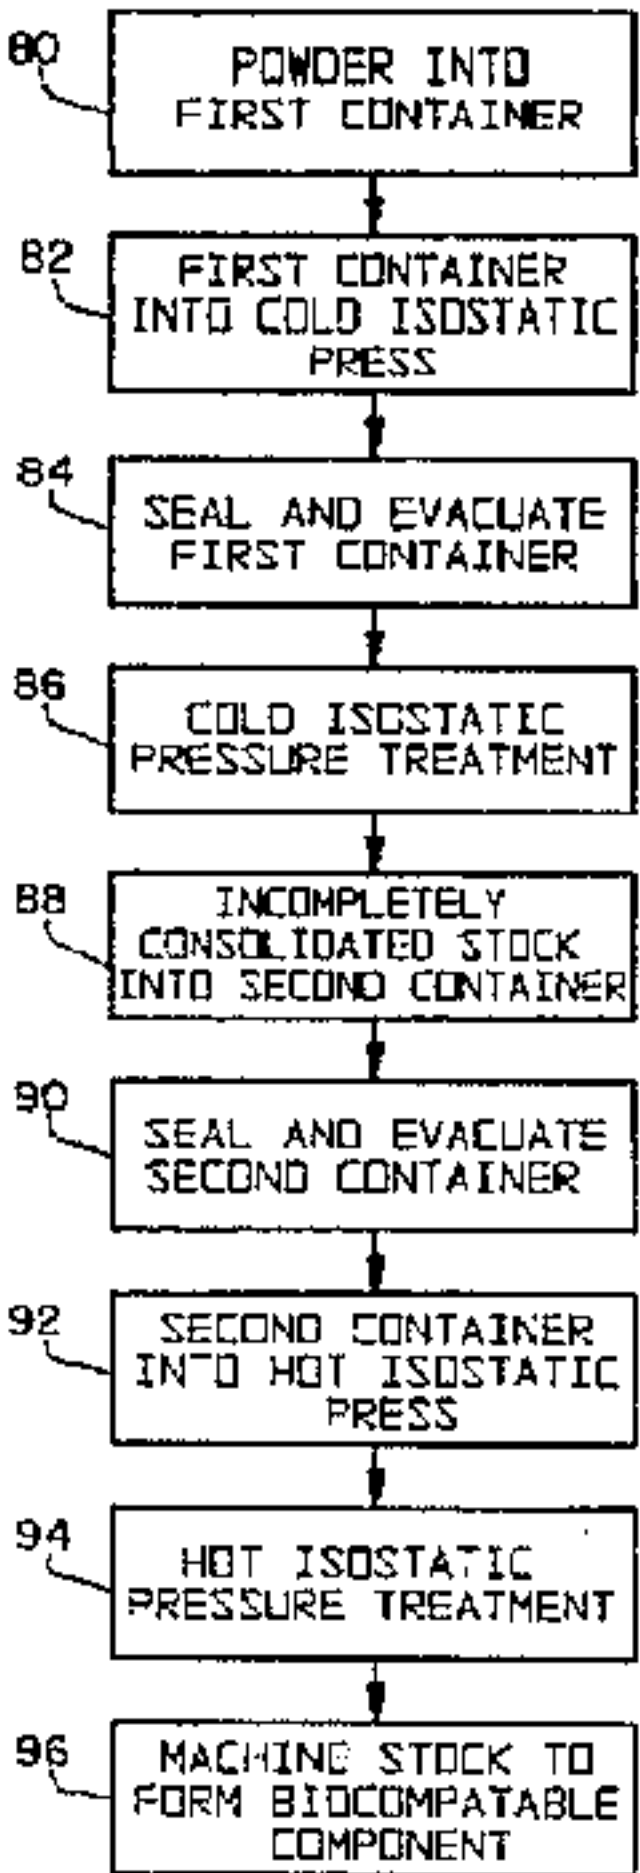 80
POWDER INTO
FIRST CONTAINER
82
FIRST CONTAINER
INTO COLD ISOSTATIC
PRESS
84
SEAL AND EVACUATE
FIRST CONTAINER
86
COLD ISOSTATIC
PRESSURE TREATMENT
88
INCOMPLETELY
CONSOLIDATED STOCK
INTO SECOND CONTAINER
90
SEAL AND EVACUATE
SECOND CONTAINER
92
SECOND CONTAINER
INTO HOT ISOSTATIC
PRESS
94
HOT ISOSTATIC
PRESSURE TREATMENT
96
MACHINE STOCK TO
FORM BIOCOMPATABLE
COMPONENT